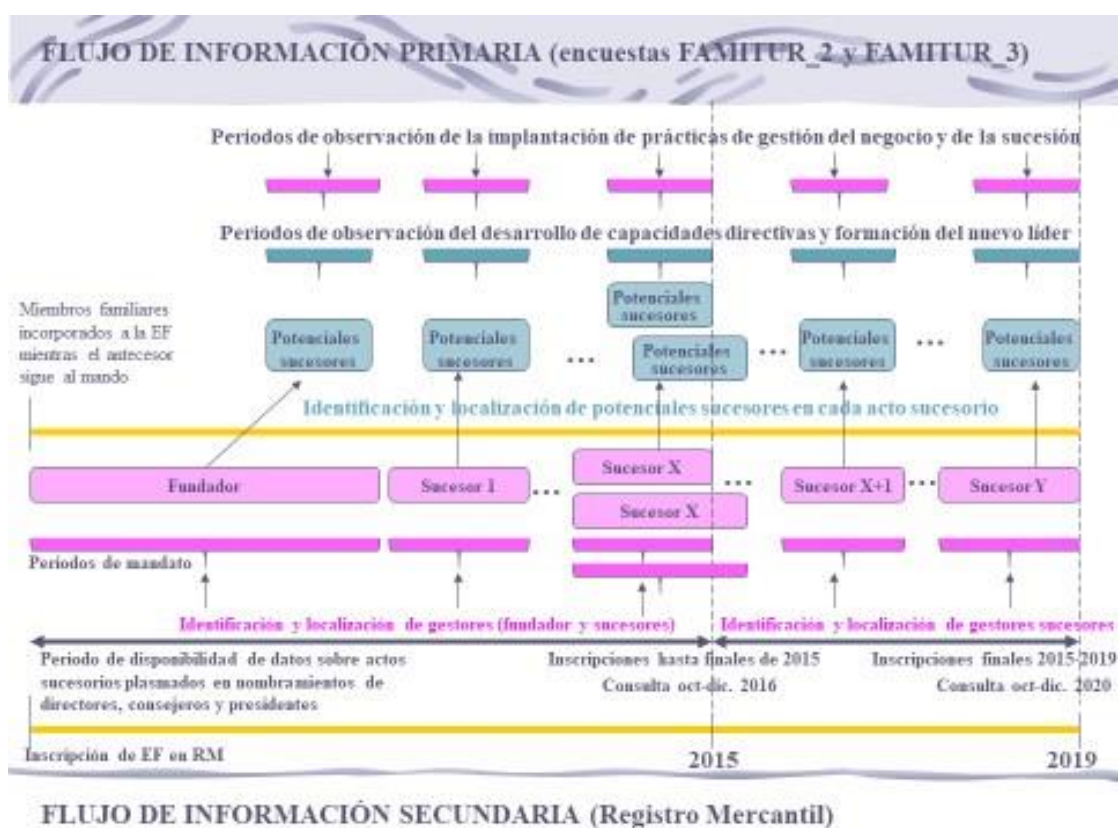 FLUJO DE INFORMACIÓN PRIMARIA (encuestas FAMITUR_2 y FAMITUR_3)
Periodos de observación de la implantación de prácticas de gestión del negocio y de la sucesión
Periodos de observación del desarrollo de capacidades directivas y formación del nuevo líder
Miembros familiares
incorporados a la EF
mientras el antecesor
sigue al mando
Potenciales
sucesores
Potenciales
sucesores
...
Potenciales
sucesores
Potenciales
sucesores
...
Potenciales
sucesores
...
Potenciales
sucesores
Identificación y localización de potenciales sucesores en cada acto sucesorio
Fundador
Sucesor 1
...
Sucesor X
Sucesor X
...
Sucesor X+1
...
Sucesor Y
Periodos de mandato
Identificación y localización de gestores (fundador y sucesores)
Identificación y localización de gestores sucesores
Periodo de disponibilidad de datos sobre actos
sucesorios plasmados en nombramientos de
directores, consejeros y presidentes
Inscripciones hasta finales de 2015
Consulta oct-dic. 2016
Inscripciones finales 2015-2019
Consulta oct-dic. 2020
Inscripción de EF en RM
2015
2019
FLUJO DE INFORMACIÓN SECUNDARIA (Registro Mercantil)